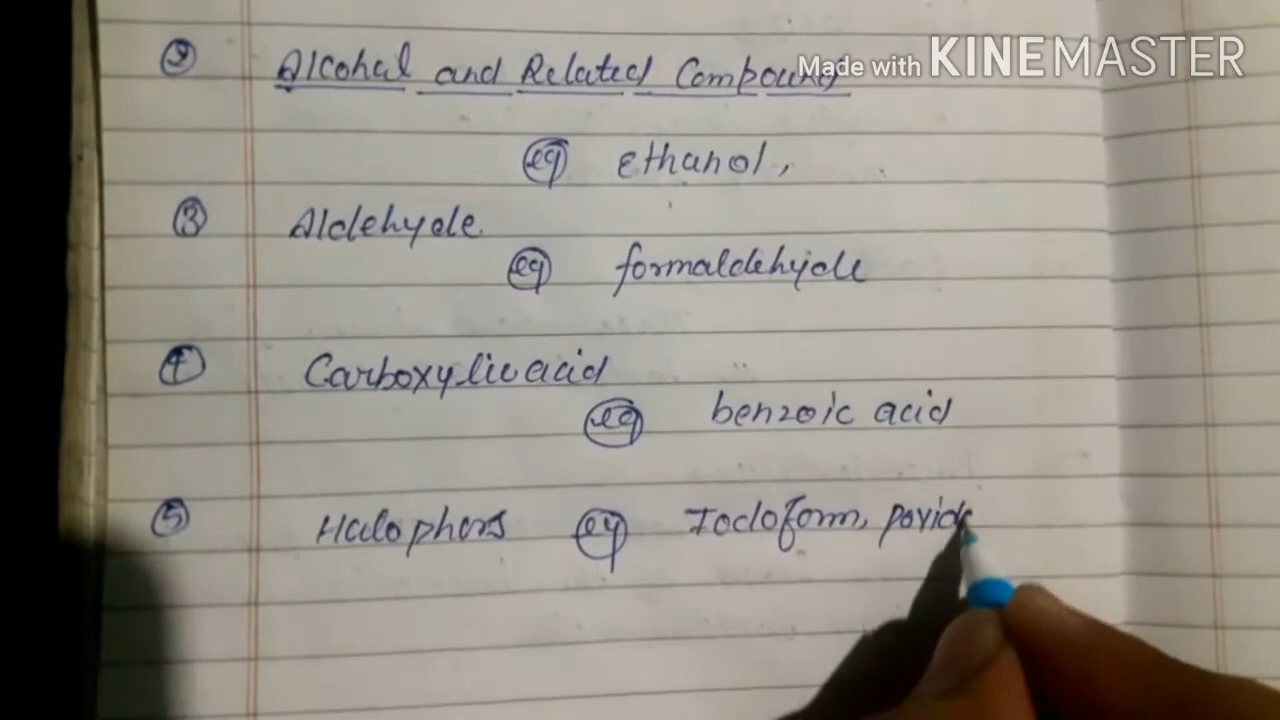 2 Alcohal and Related Compound
Made with KINEMASTER
eg Ethanol,
3 Aldehyde.
eg formaldehyde
4 Carboxylic acid
eg benzoic acid
5 Halophors eg Iodoform, povid